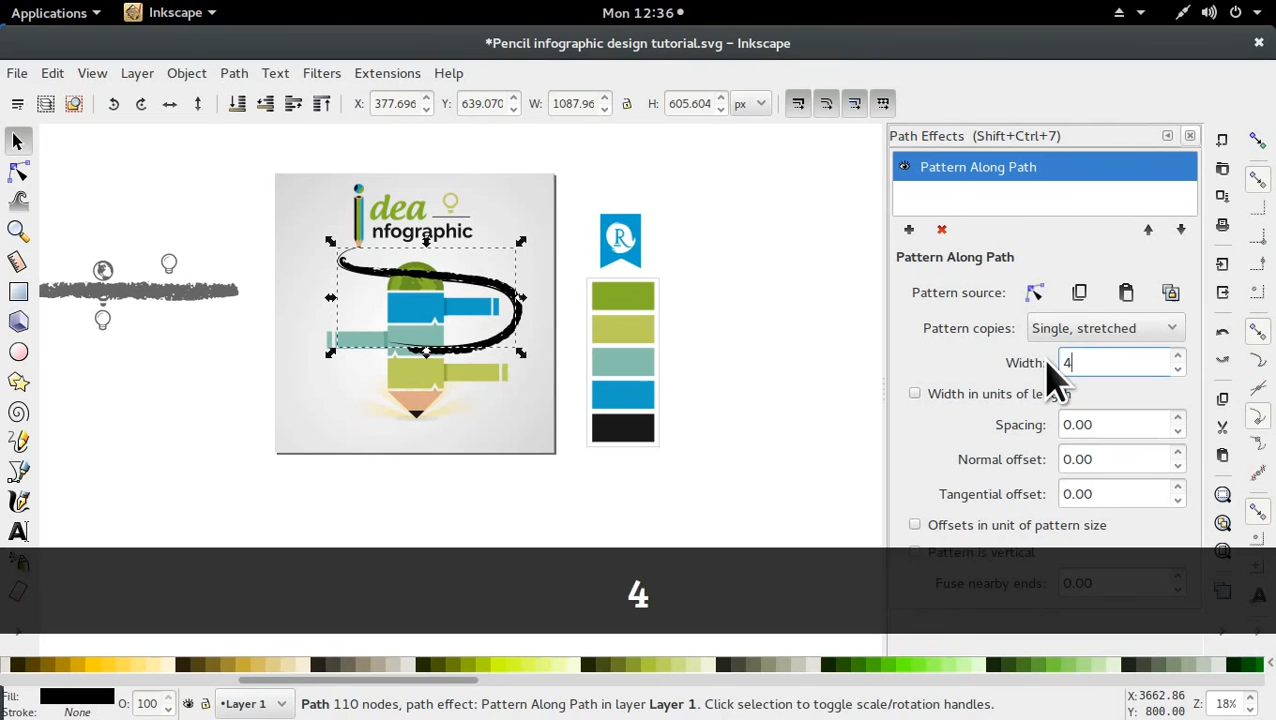 Applications
Inkscape
Mon 12:36
*Pencil infographic design tutorial.svg – Inkscape
File Edit View Layer Object Path Text Filters Extensions Help
X: 377.696 Y: 639.070 W: 1087.96 H: 605.604 px
Path Effects (Shift+Ctrl+7)
Pattern Along Path
idea
nfographic
R
Pattern Along Path
Pattern source:
Pattern copies: Single, stretched
Width: 4
Width in units of le
Spacing: 0.00
Normal offset: 0.00
Tangential offset: 0.00
Offsets in unit of pattern size
Pattern is vertical
Fuse nearby ends: 0.00
4
Fill:
Stroke: None
O: 100
•Layer 1
Path 110 nodes, path effect: Pattern Along Path in layer Layer 1. Click selection to toggle scale/rotation handles.
X:3662.86
Y: 800.00
Z: 18%